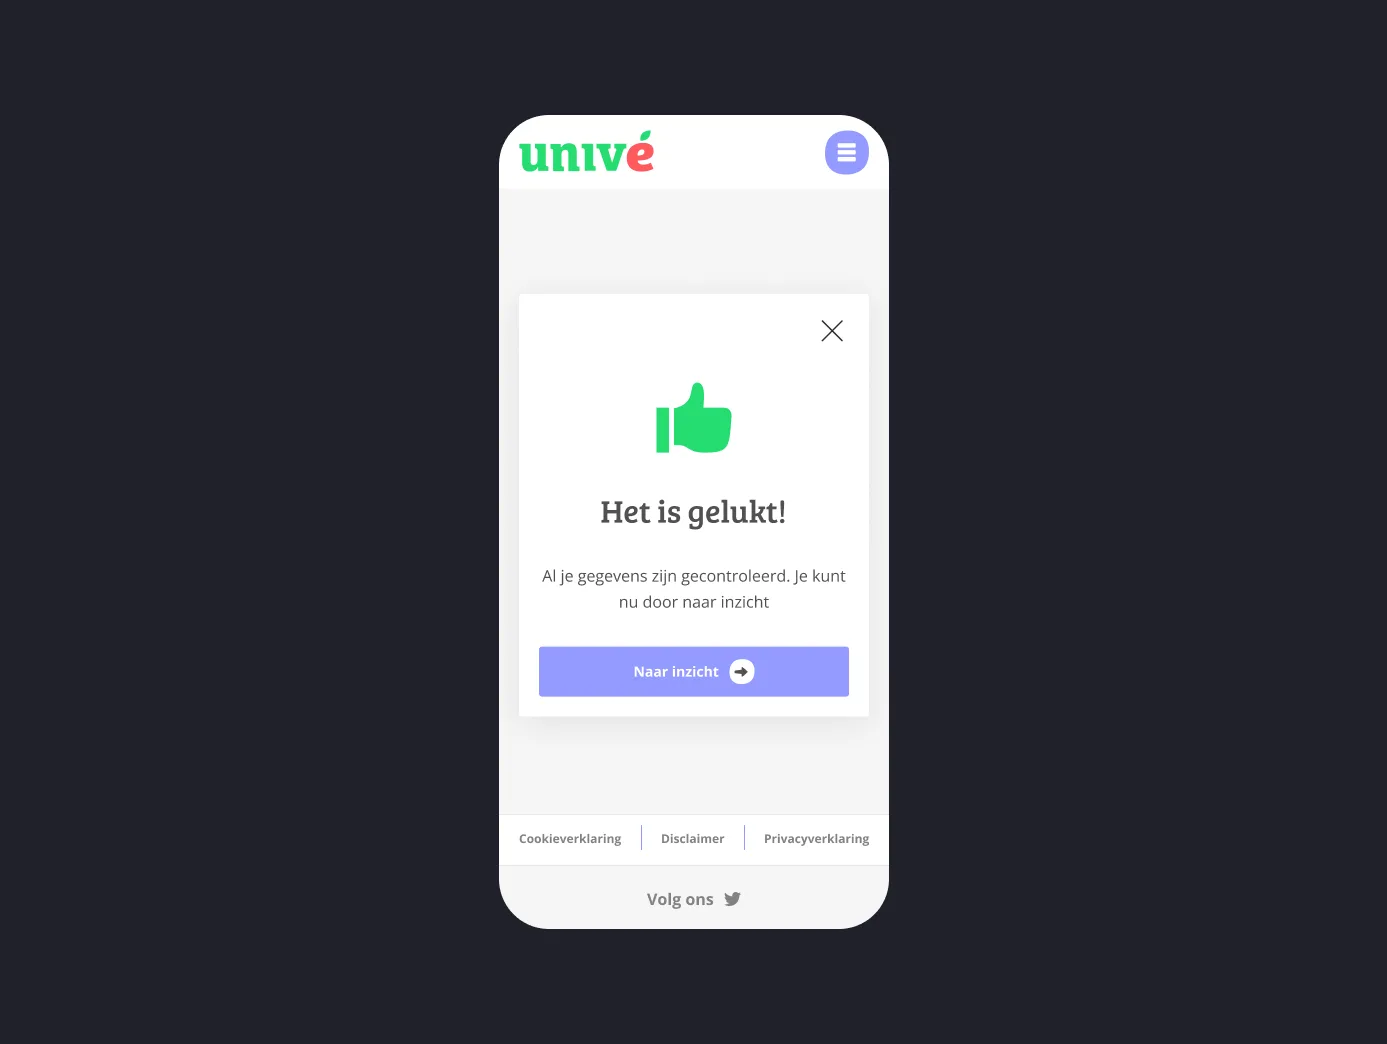 univé
Het is gelukt!
Al je gegevens zijn gecontroleerd. Je kunt
nu door naar inzicht
Naar inzicht
Cookieverklaring
Disclaimer
Privacyverklaring
Volg ons